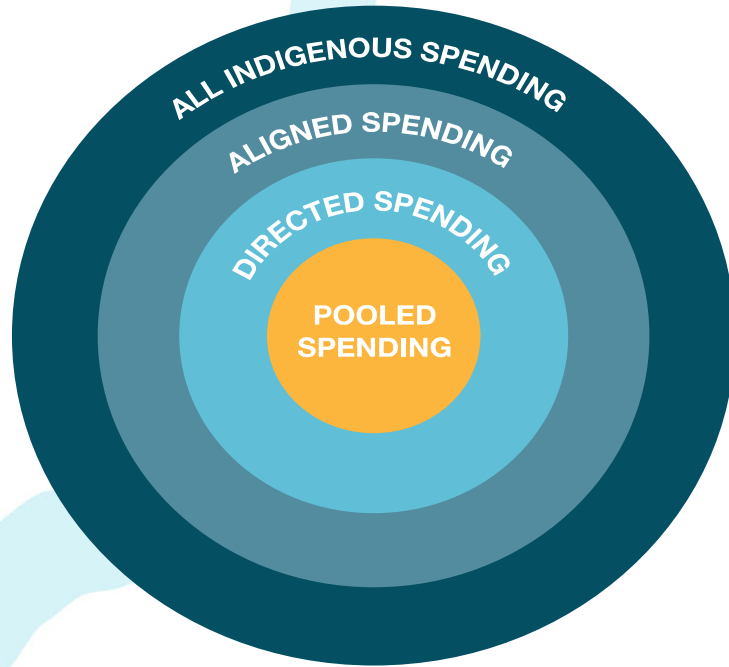 ALL INDIGENOUS SPENDING
ALIGNED SPENDING
DIRECTED SPENDING
POOLED
SPENDING